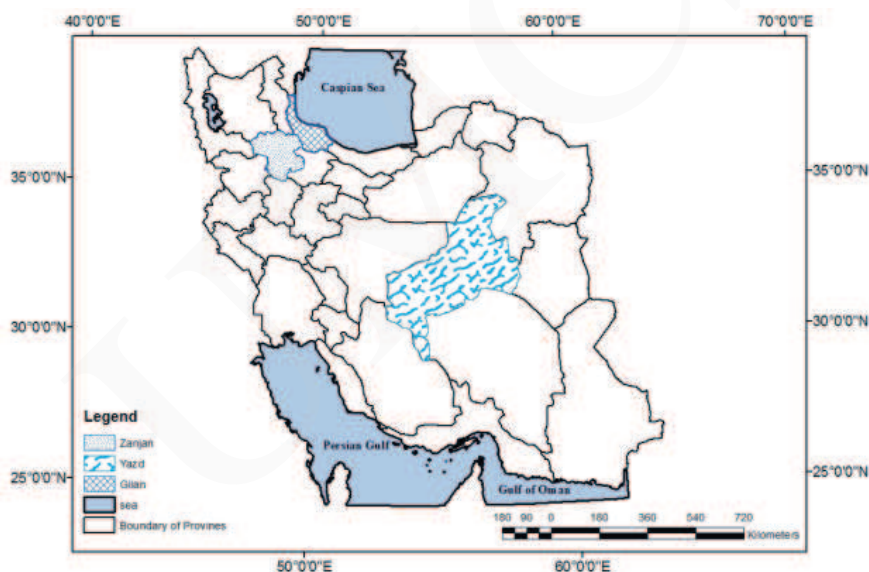 40°0'0"E 50°0'0"E 60°0'0"E 70°0'0"E
Caspian Sea
35°0'0"N 35°0'0"N
30°0'0"N 30°0'0"N
Legend
Zanjan
Yazd
Gilan
sea
Boundary of Provines
Persian Gulf
25°0'0"N 25°0'0"N
Gulf of Oman
180 90 0 180 360 540 720
Kilometers
50°0'0"E 60°0'0"E